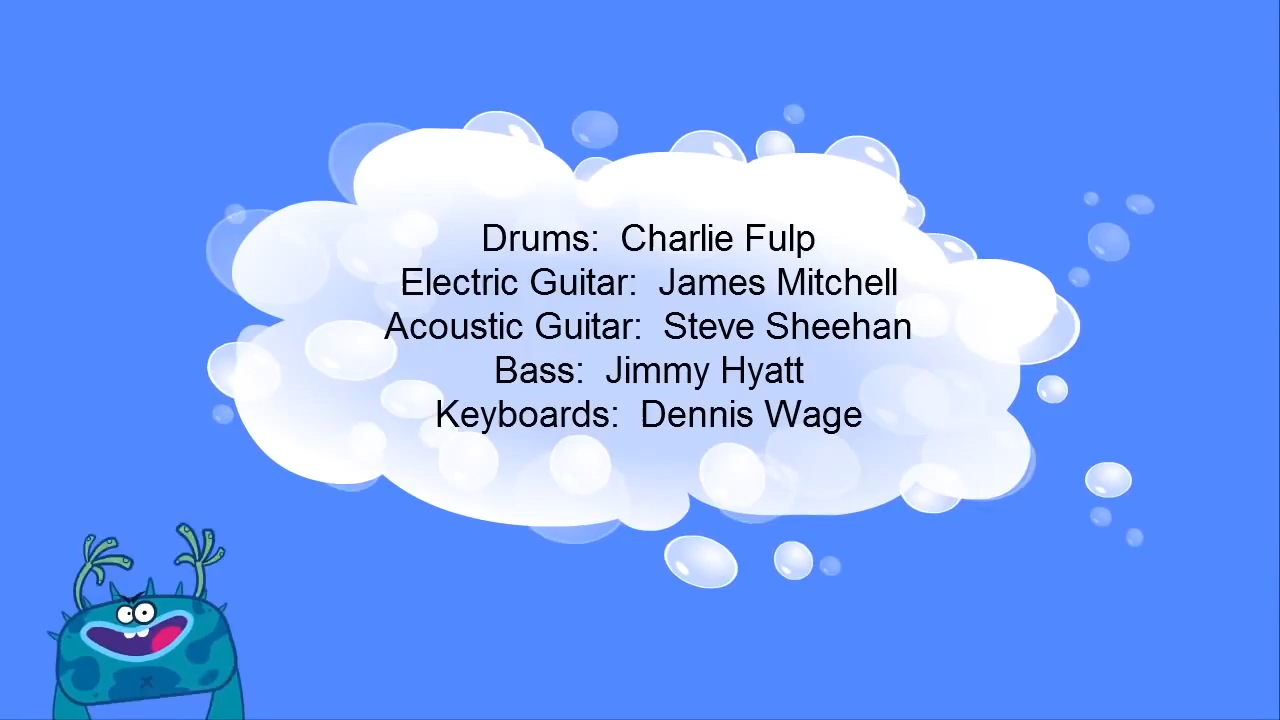 Drums:  Charlie Fulp
Electric Guitar:  James Mitchell
Acoustic Guitar:  Steve Sheehan
Bass:  Jimmy Hyatt
Keyboards:  Dennis Wage